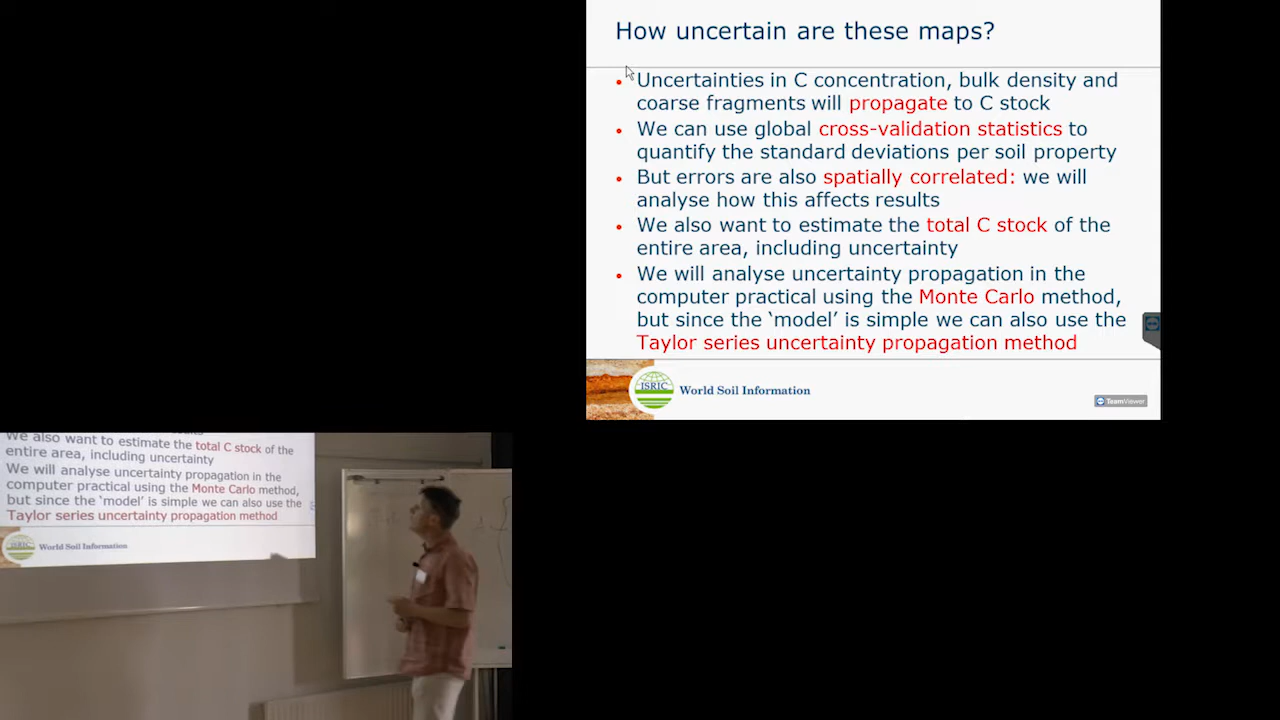 How uncertain are these maps?
• Uncertainties in C concentration, bulk density and
coarse fragments will propagate to C stock
• We can use global cross-validation statistics to
quantify the standard deviations per soil property
• But errors are also spatially correlated: we will
analyse how this affects results
• We also want to estimate the total C stock of the
entire area, including uncertainty
• We will analyse uncertainty propagation in the
computer practical using the Monte Carlo method,
but since the ‘model’ is simple we can also use the
Taylor series uncertainty propagation method
ISRIC
World Soil Information
TeamViewer
We also want to estimate the total C stock of the
entire area, including uncertainty
We will analyse uncertainty propagation in the
computer practical using the Monte Carlo method,
but since the ‘model’ is simple we can also use the
Taylor series uncertainty propagation method
ISRIC
World Soil Information